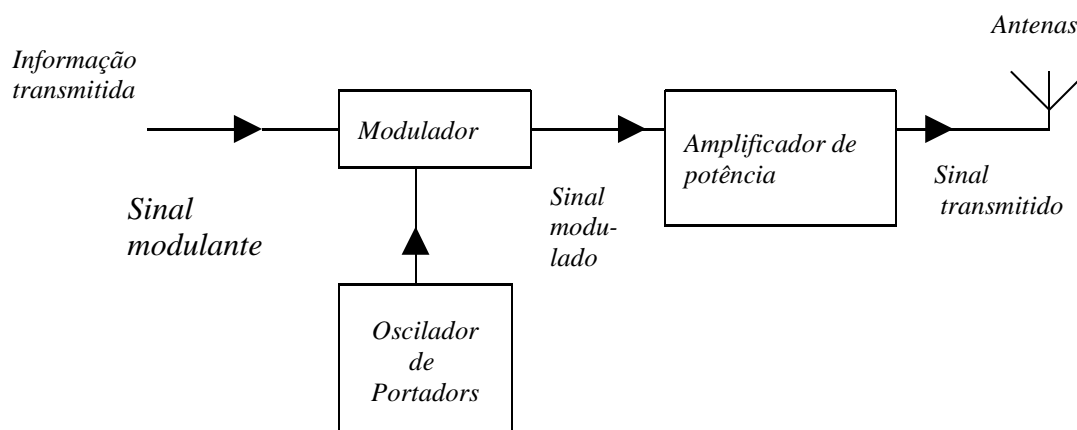 Antenas
Informação
transmitida
Modulador
Amplificador de
potência
Sinal
modulante
Sinal
modu-
lado
Sinal
transmitido
Oscilador
de
Portadors